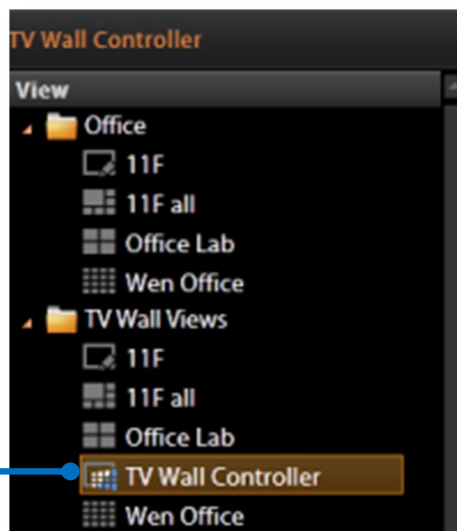 TV Wall Controller
View
Office
11F
11F all
Office Lab
Wen Office
TV Wall Views
11F
11F all
Office Lab
TV Wall Controller
Wen Office